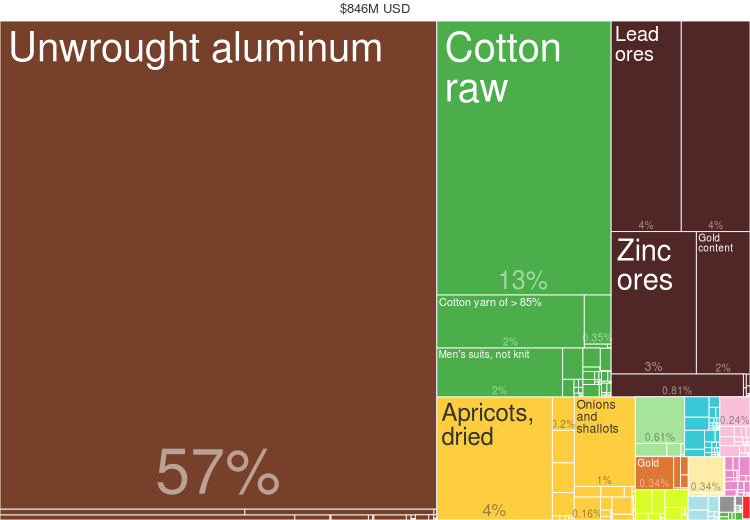 $846M USD
Unwrought aluminum
57%
Cotton
raw
13%
Cotton yarn of > 85%
2%
0.35%
Men's suits, not knit
2%
Lead
ores
4%
4%
Zinc
ores
3%
Gold
content
2%
0.81%
Apricots,
dried
4%
0.2%
Onions
and
shallots
1%
0.16%
0.61%
Gold
0.34%
0.34%
0.24%